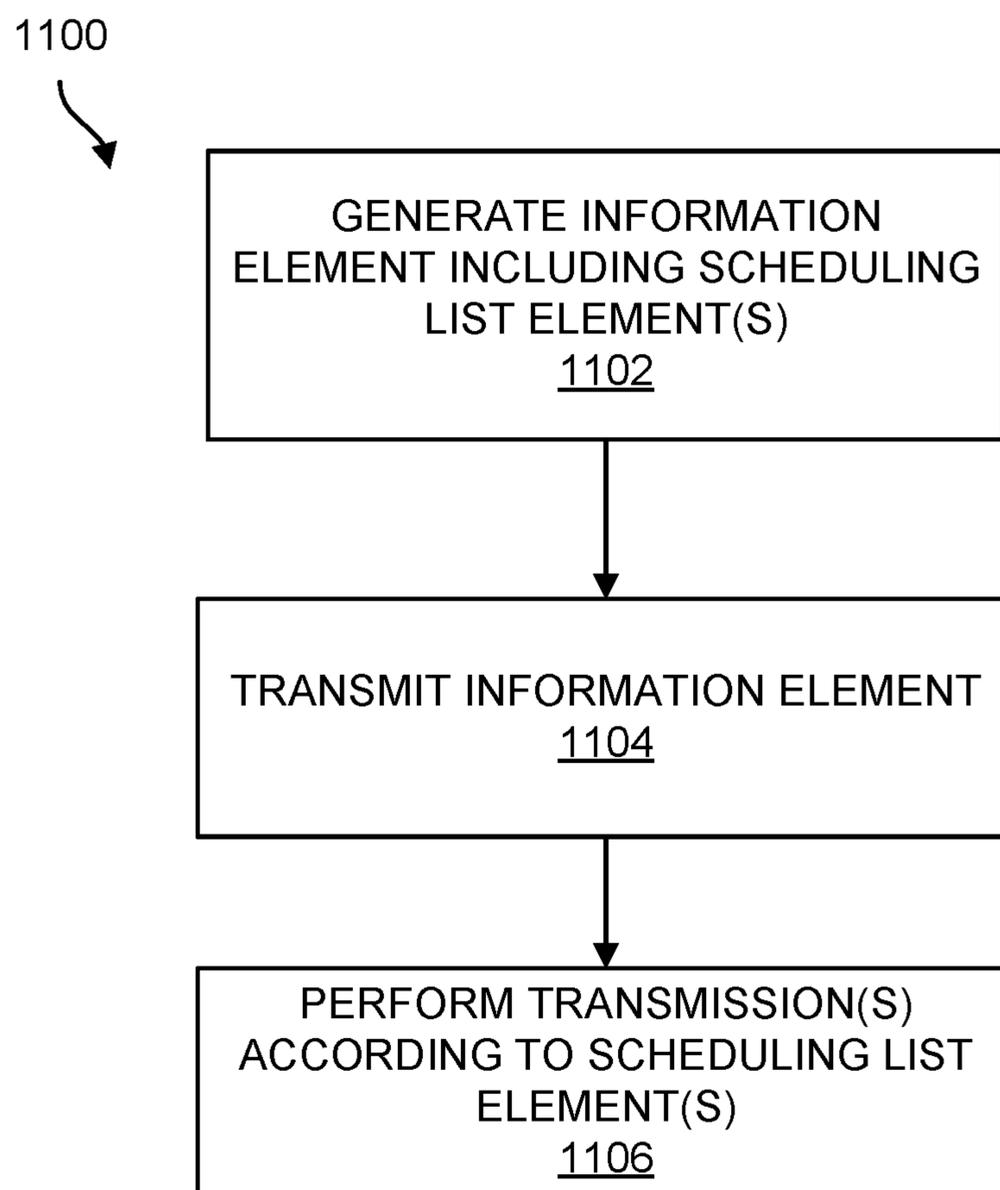 1100
GENERATE INFORMATION
ELEMENT INCLUDING SCHEDULING
LIST ELEMENT(S)
1102
TRANSMIT INFORMATION ELEMENT
1104
PERFORM TRANSMISSION(S)
ACCORDING TO SCHEDULING LIST
ELEMENT(S)
1106